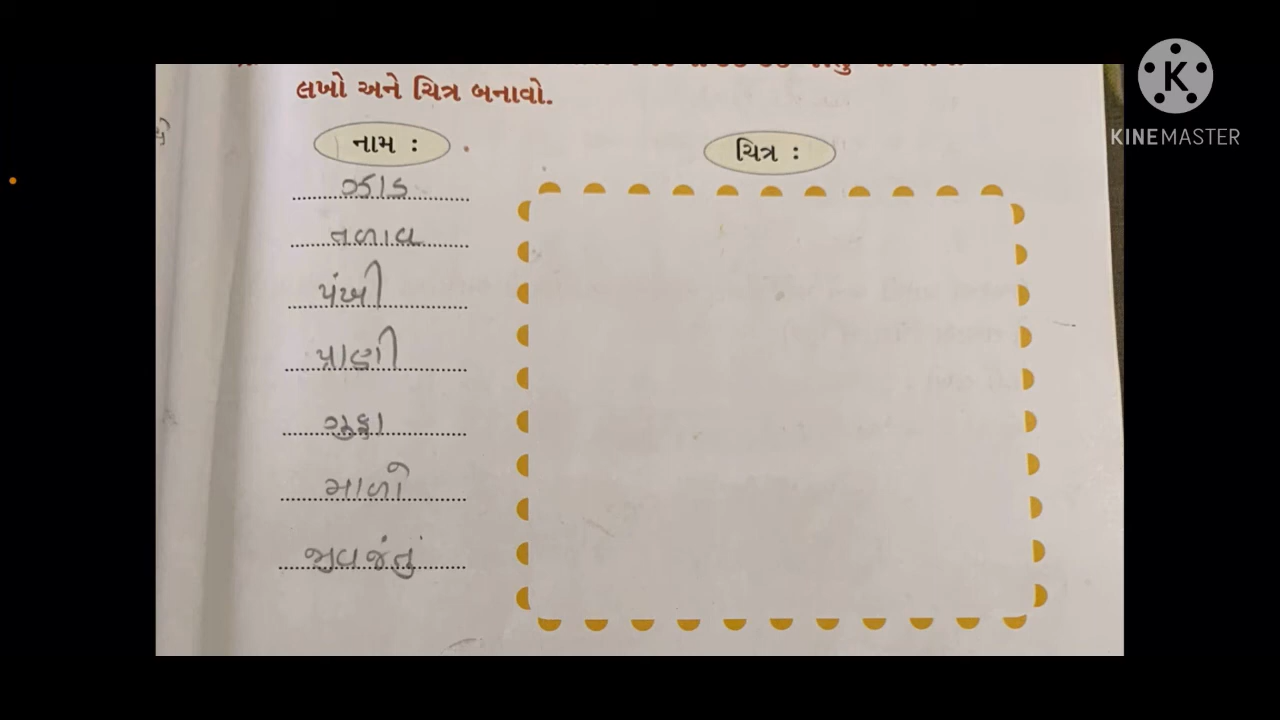 લખો અને ચિત્ર બનાવો.
નામ :
ચિત્ર :
ઝાડ
તળાવ
પંખી
પ્રાણી
ગુફા
માળો
જીવજંતું
KINEMASTER